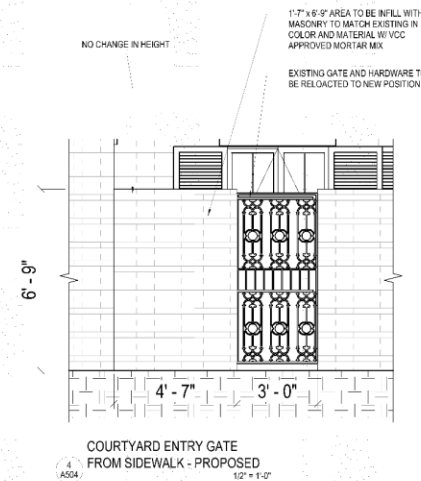 1'-7" x 6'-9" AREA TO BE INFILL WITH
MASONRY TO MATCH EXISTING IN
COLOR AND MATERIAL W/ VCC
APPROVED MORTAR MIX
NO CHANGE IN HEIGHT
EXISTING GATE AND HARDWARE T
BE RELOACTED TO NEW POSITION
6' - 9"
4' - 7"
3' - 0"
COURTYARD ENTRY GATE
FROM SIDEWALK - PROPOSED
4
A504
1/2" = 1'-0"